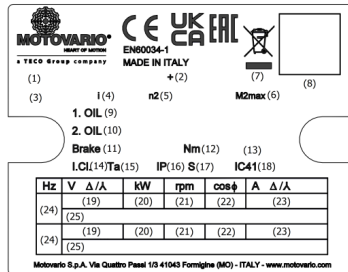 MOTOVARIO®
HEART OF MOTION
a TECO Group company
CE UK CA EAC
EN60034-1
MADE IN ITALY
(1) +(2) (7) (8)
(3) i(4) n2(5) M2max(6)
1. OIL (9)
2. OIL(10)
Brake (11) Nm(12) (13)
I.Cl.(14)Ta(15) IP(16) S(17) IC41(18)
Hz V Δ/⅄ kW rpm cosϕ A Δ/⅄
(24) (19) (20) (21) (22) (23)
(25)
(24) (19) (20) (21) (22) (23)
(25)
Motovario S.p.A. Via Quattro Passi 1/3 41043 Formigine (MO) - ITALY - www.motovario.com